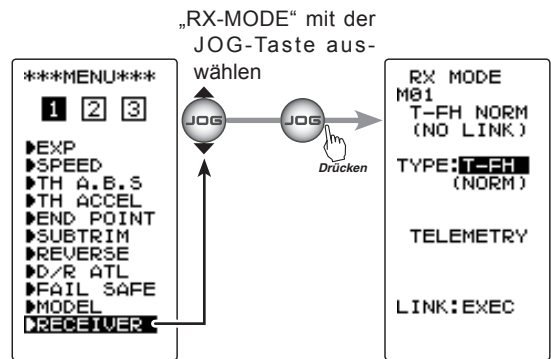 „RX-MODE“ mit der
JOG-Taste aus-
wählen
***MENU***
1 2 3
▶EXP
▶SPEED
▶TH A.B.S
▶TH ACCEL
▶END POINT
▶SUBTRIM
▶REVERSE
▶D/R ATL
▶FAIL SAFE
▶MODEL
▶RECEIVER
JOG
JOG
Drücken
RX MODE
M01
T-FH NORM
(NO LINK)
TYPE:T-FH
(NORM)
TELEMETRY
LINK:EXEC